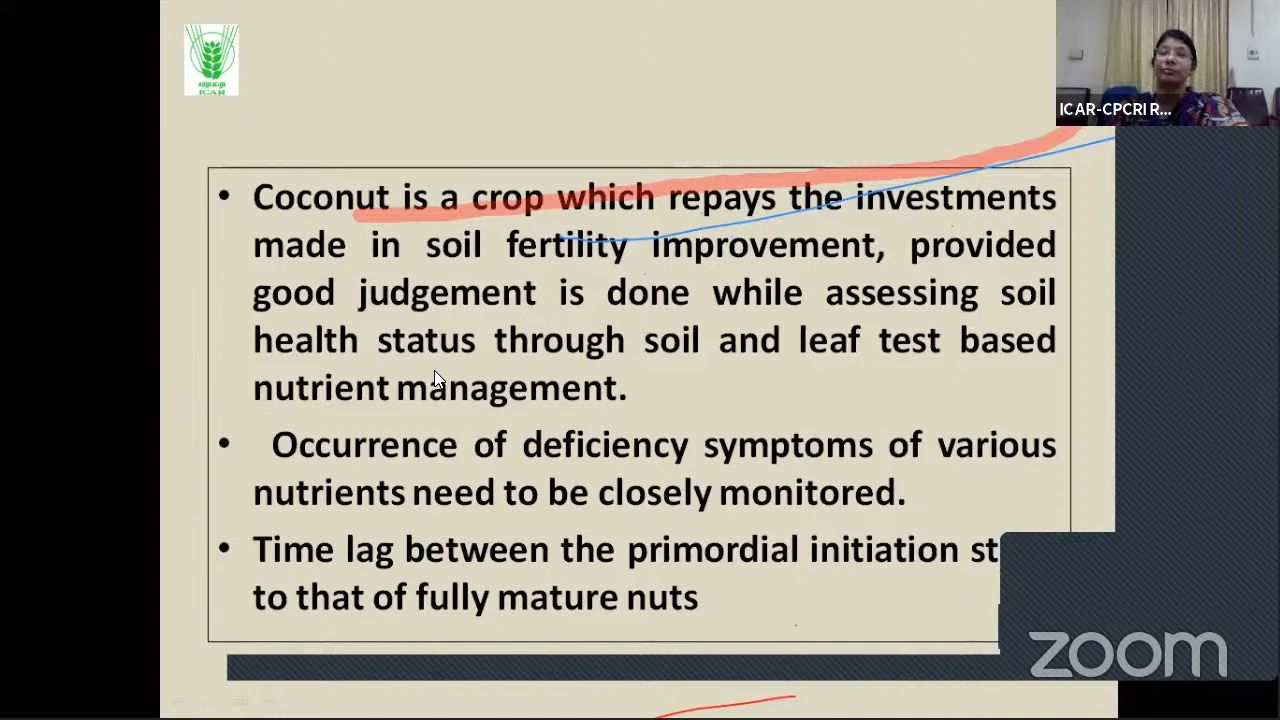 ICAR
ICAR-CPCRI R...
• Coconut is a crop which repays the investments
made in soil fertility improvement, provided
good judgement is done while assessing soil
health status through soil and leaf test based
nutrient management.
• Occurrence of deficiency symptoms of various
nutrients need to be closely monitored.
• Time lag between the primordial initiation
to that of fully mature nuts
zoom